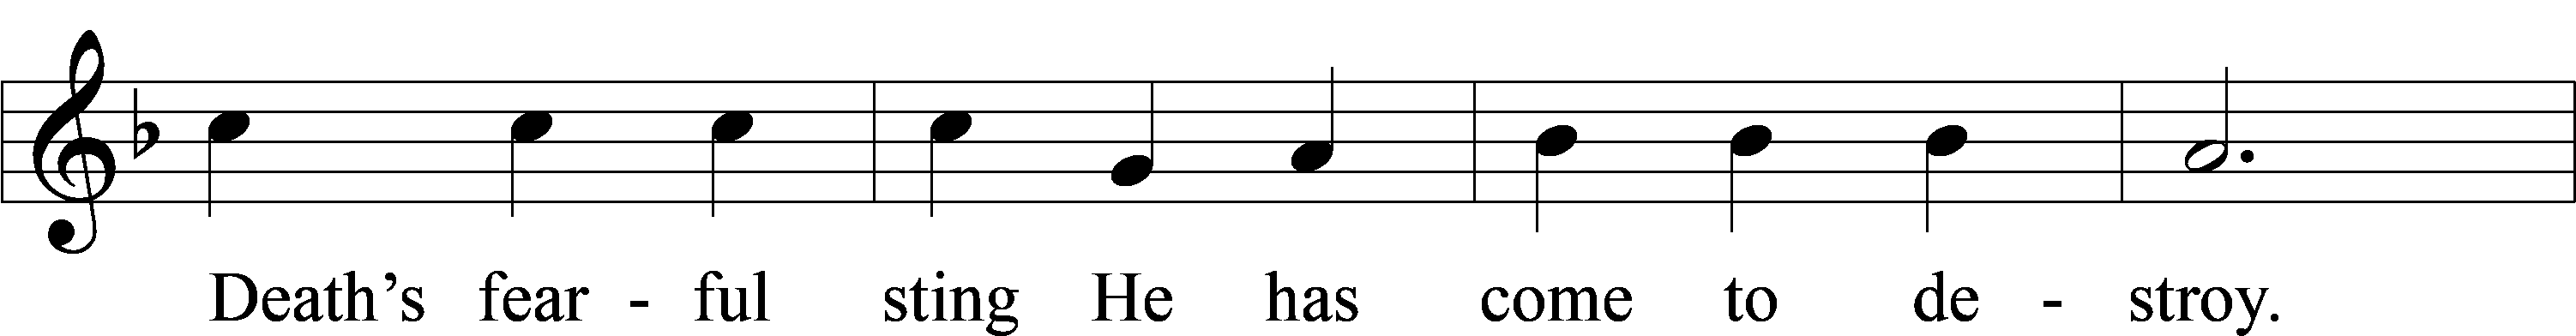 Death’s fear - ful sting He has come to de - stroy.